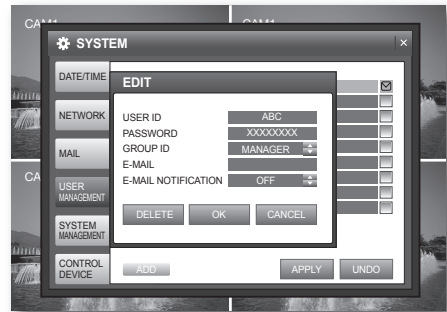 CAM1
CAM1
SYSTEM
×
DATE/TIME
NETWORK
MAIL
USER
MANAGEMENT
SYSTEM
MANAGEMENT
CONTROL
DEVICE
EDIT
USER ID ABC
PASSWORD XXXXXXXX
GROUP ID MANAGER
E-MAIL
E-MAIL NOTIFICATION OFF
DELETE OK CANCEL
CA
ADD APPLY UNDO